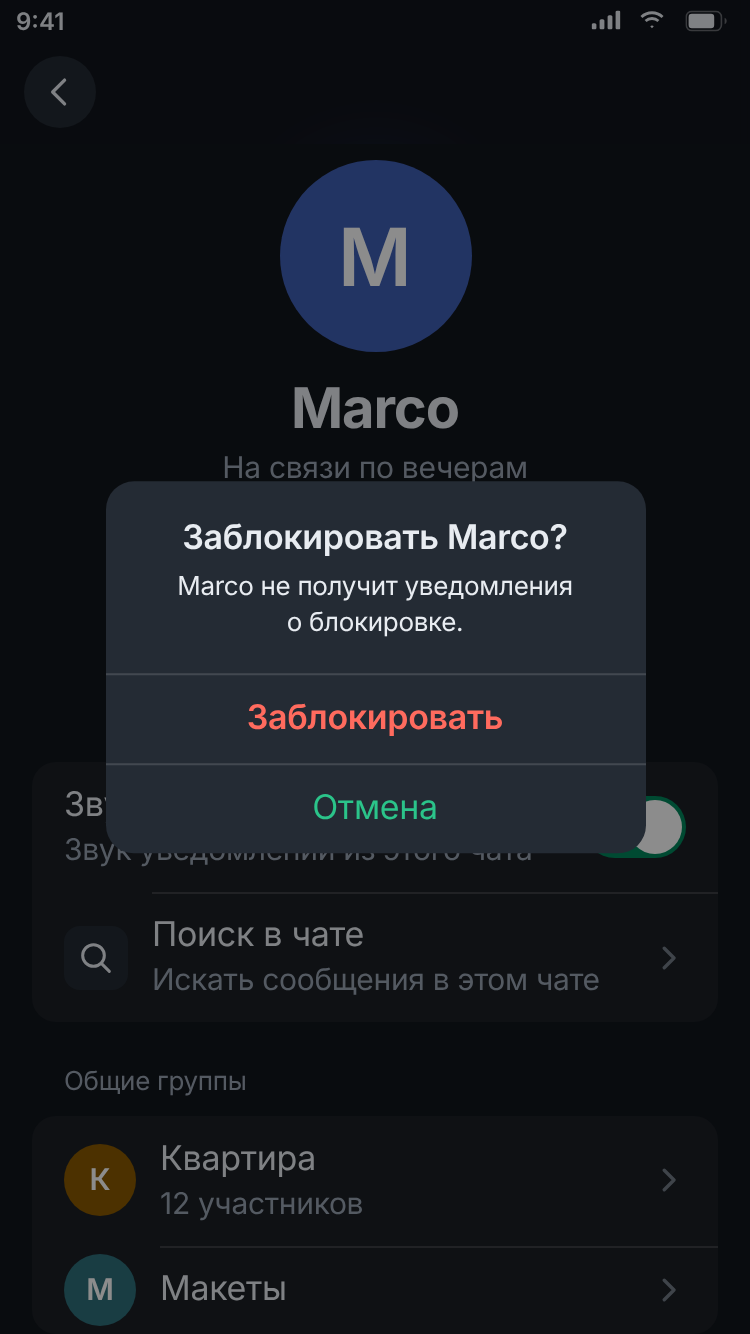 9:41
M
Marco
На связи по вечерам
Заблокировать Marco?
Marco не получит уведомления
о блокировке.
Заблокировать
Отмена
Звук уведомлений из этого чата
Поиск в чате
Искать сообщения в этом чате
Общие группы
К
Квартира
12 участников
М
Макеты